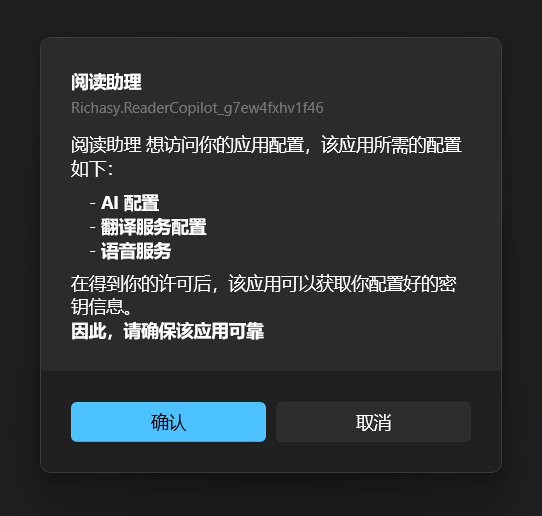 阅读助理
Richasy.ReaderCopilot_g7ew4fxhv1f46
阅读助理 想访问你的应用配置，该应用所需的配置
如下：
- AI 配置
- 翻译服务配置
- 语音服务
在得到你的许可后，该应用可以获取你配置好的密
钥信息。
因此，请确保该应用可靠
确认
取消